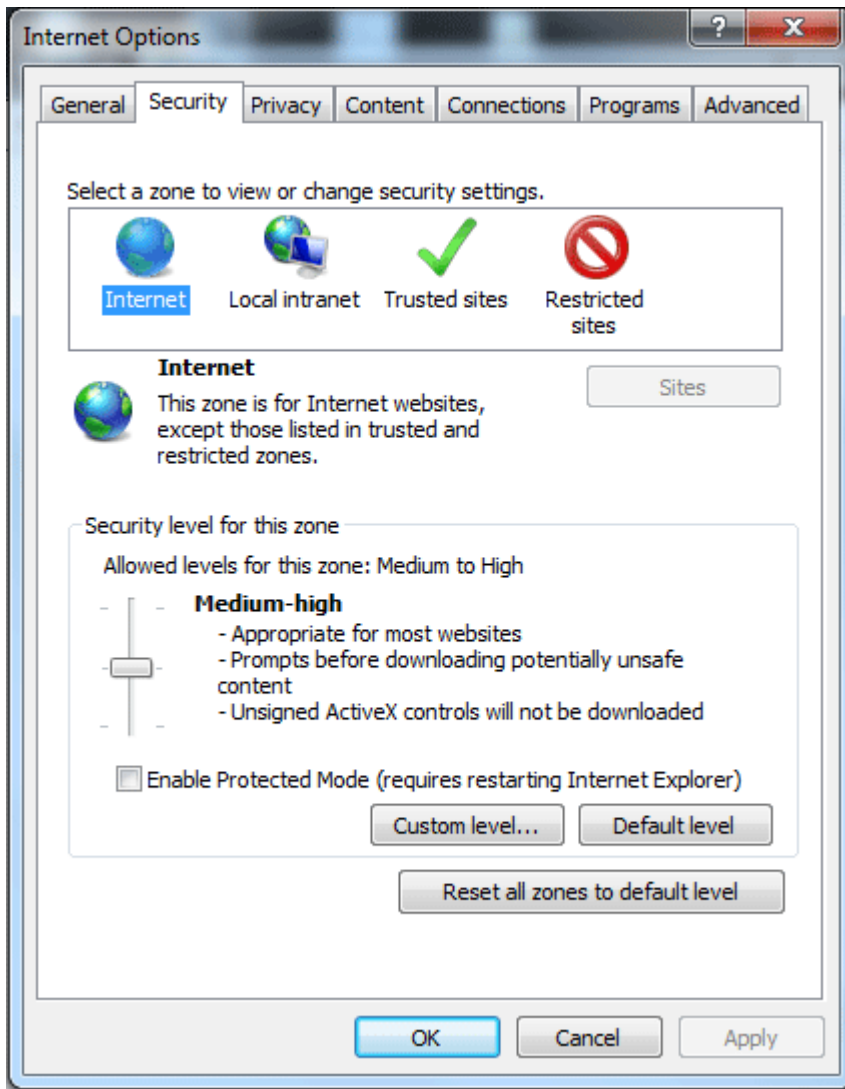 Internet Options
?
X
General Security Privacy Content Connections Programs Advanced
Select a zone to view or change security settings.
Internet Local intranet Trusted sites Restricted
sites
Internet
Sites
This zone is for Internet websites,
except those listed in trusted and
restricted zones.
Security level for this zone
Allowed levels for this zone: Medium to High
Medium-high
- Appropriate for most websites
- Prompts before downloading potentially unsafe
content
- Unsigned ActiveX controls will not be downloaded
Enable Protected Mode (requires restarting Internet Explorer)
Custom level... Default level
Reset all zones to default level
OK Cancel Apply